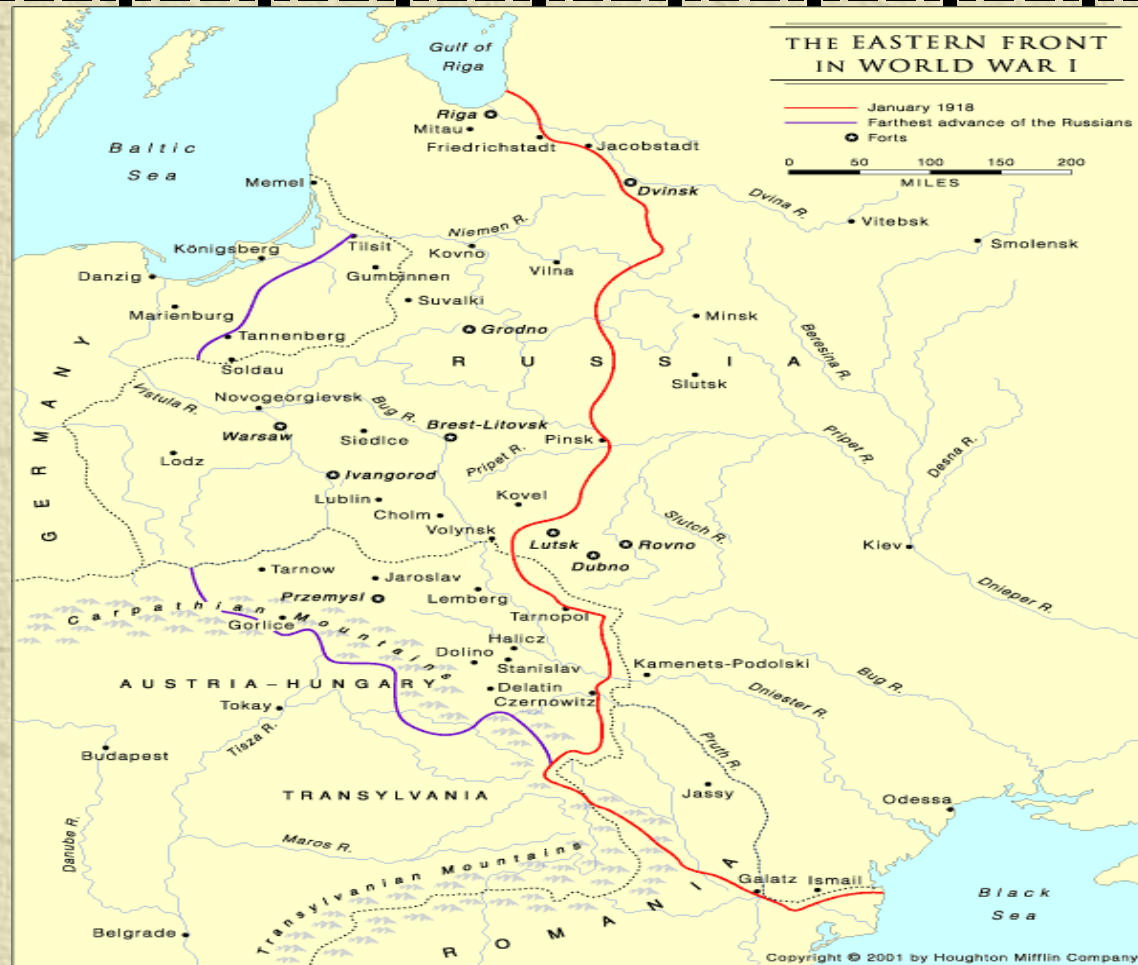 THE EASTERN FRONT
IN WORLD WAR I
January 1918
Farthest advance of the Russians
Forts
0 50 100 150 200
MILES
Gulf of
Riga
Baltic
Sea
Riga
Mitau
Friedrichstadt
Jacobstadt
Dvinsk
Dvina R.
Vitebsk
Smolensk
Memel
Tilsit
Niemen R.
Kovno
Vilna
Königsberg
Gumbinnen
Danzig
Suvalki
Marienburg
Tannenberg
Grodno
Minsk
Beresina R.
RUSSIA
Soldau
Slutsk
GERMANY
Vistula R.
Novogeorgievsk
Bug R.
Warsaw
Siedlce
Brest-Litovsk
Pinsk
Pripet R.
Pripet R.
Desna R.
Lodz
Ivangorod
Lublin
Kovel
Cholm
Volynsk
Slutch R.
Lutsk
Rovno
Dubno
Kiev
Dnieper R.
Tarnow
Jaroslav
Przemysl
Lemberg
Tarnopol
Carpathian Mountains
Gorlice
Halicz
Dolino
Stanislav
Kamenets-Podolski
AUSTRIA–HUNGARY
Delatin
Czernowitz
Dniester R.
Bug R.
Tokay
Tisza R.
Pruth R.
Budapest
TRANSYLVANIA
Jassy
Odessa
Danube R.
Maros R.
Transylvanian Mountains
Galatz
Ismail
Black
Sea
Belgrade
ROMANIA
Copyright © 2001 by Houghton Mifflin Company